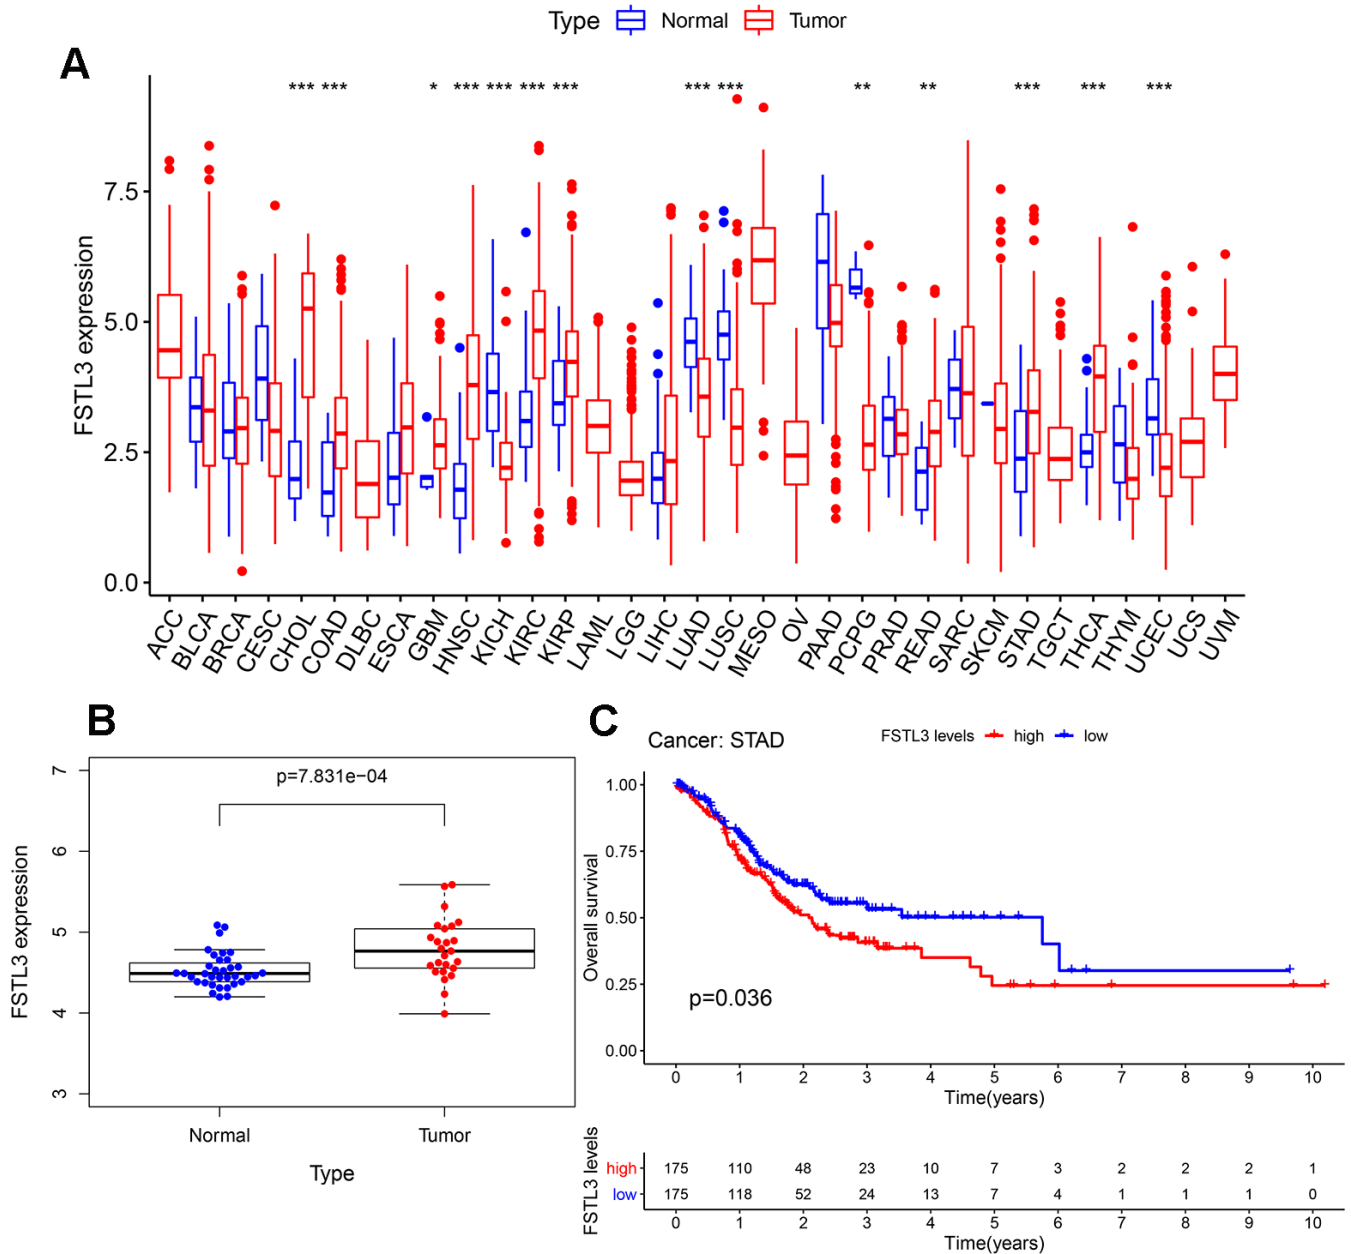 Type Normal Tumor
A
*** *** * *** *** *** *** *** *** ** ** *** *** ***
FSTL3 expression
7.5
5.0
2.5
0.0
ACC BLCA BRCA CESC CHOL COAD DLBC ESCA GBM HNSC KICH KIRC KIRP LAML LGG LIHC LUAD LUSC MESO OV PAAD PCPG PRAD READ SARC SKCM STAD TGCT THCA THYM UCEC UCS UVM
B
p=7.831e−04
FSTL3 expression
7
6
5
4
3
Normal Tumor
Type
C
Cancer: STAD
FSTL3 levels high low
Overall survival
1.00
0.75
0.50
0.25
0.00
p=0.036
0 1 2 3 4 5 6 7 8 9 10
Time(years)
FSTL3 levels
high 175 110 48 23 10 7 3 2 2 2 1
low 175 118 52 24 13 7 4 1 1 1 0
0 1 2 3 4 5 6 7 8 9 10
Time(years)